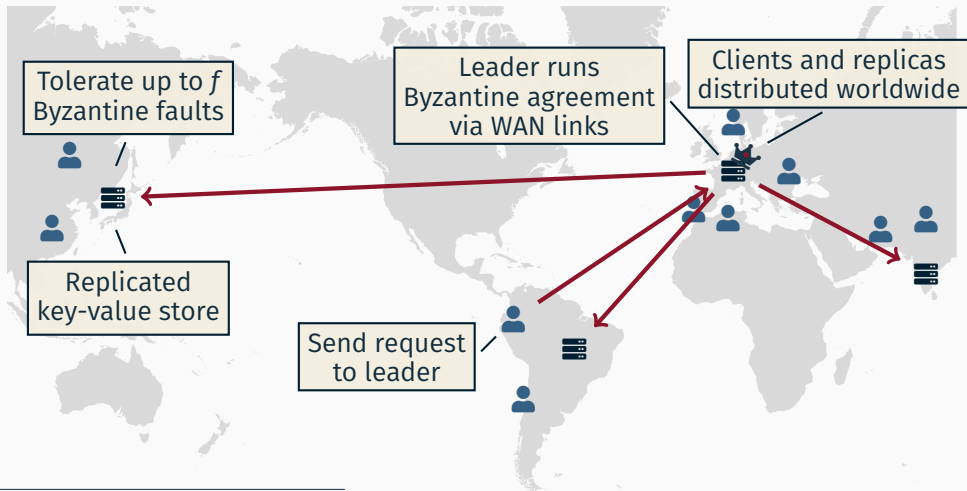 Tolerate up to f
Byzantine faults
Leader runs
Byzantine agreement
via WAN links
Clients and replicas
distributed worldwide
Replicated
key-value store
Send request
to leader